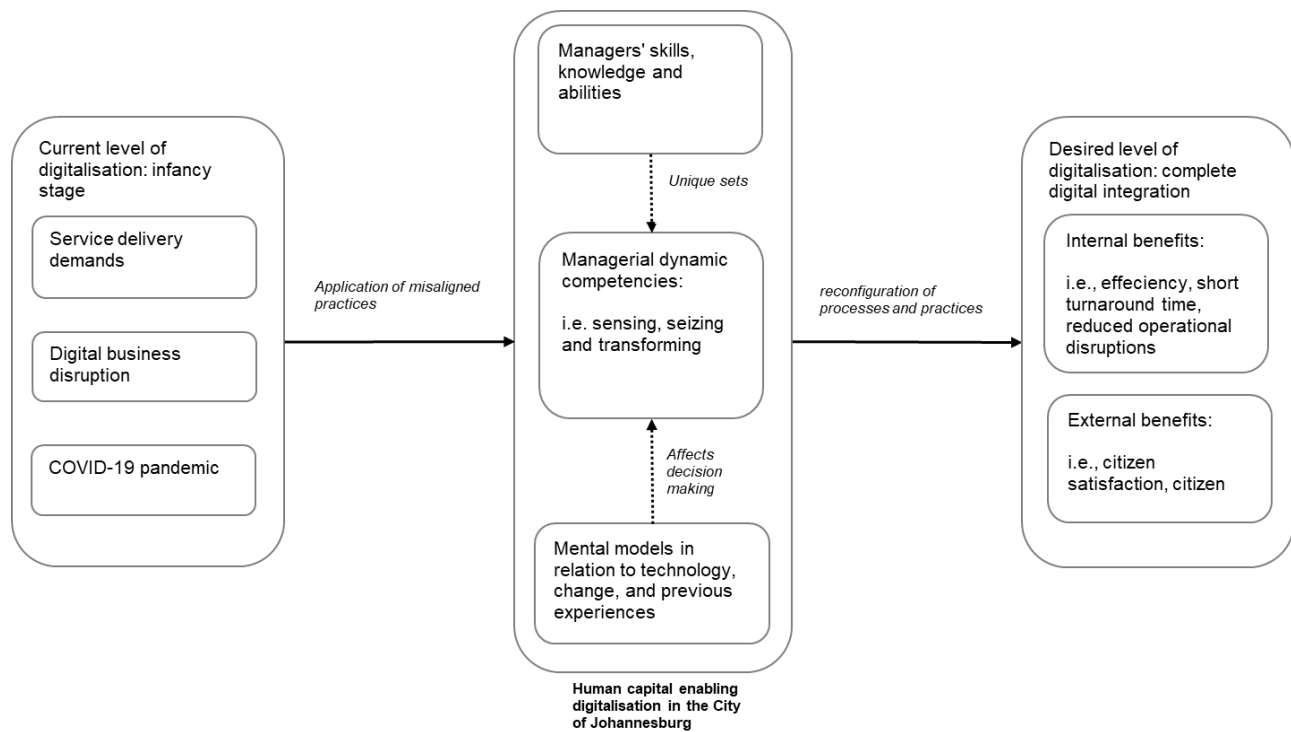 Current level of
digitalisation: infancy
stage
Service delivery
demands
Digital business
disruption
COVID-19 pandemic
Application of misaligned
practices
Managers' skills,
knowledge and
abilities
Unique sets
Managerial dynamic
competencies:
i.e. sensing, seizing
and transforming
Affects
decision
making
Mental models in
relation to technology,
change, and previous
experiences
Human capital enabling
digitalisation in the City
of Johannesburg
reconfiguration of
processes and practices
Desired level of
digitalisation: complete
digital integration
Internal benefits:
i.e., effeciency, short
turnaround time,
reduced operational
disruptions
External benefits:
i.e., citizen
satisfaction, citizen